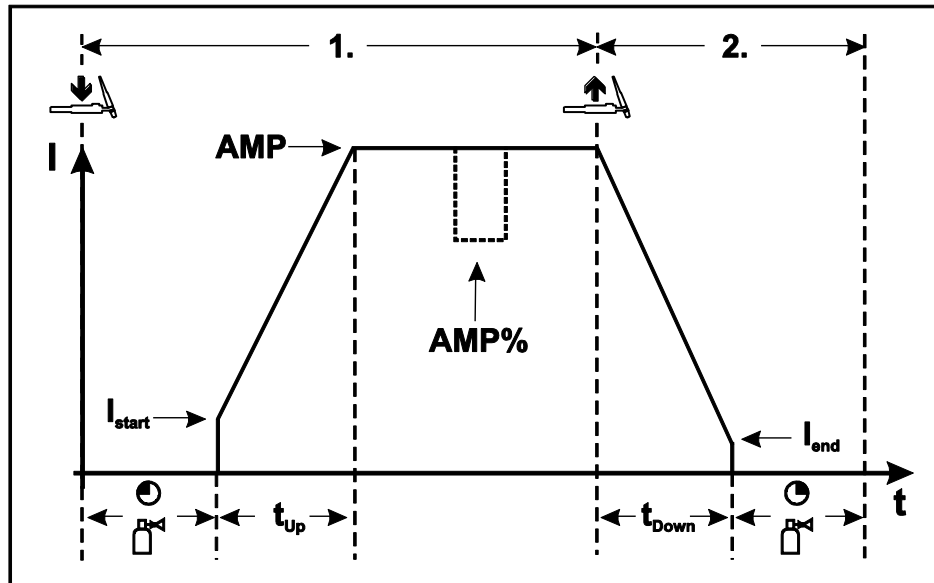 1.
2.
AMP
I
AMP%
Istart
Iend
t
tUp
tDown